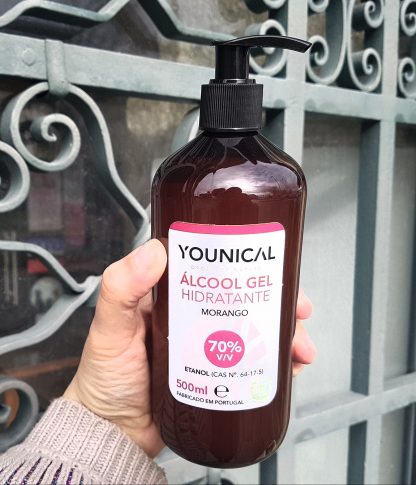 YOUNICAL
ÁLCOOL GEL
HIDRATANTE
MORANGO
70%
V/V
ETANOL (CAS Nº. 64-17-5)
500ml ℮
FABRICADO EM PORTUGAL